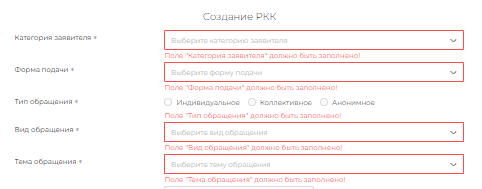 Создание РКК
Категория заявителя *
Выберите категорию заявителя
Поле "Категория заявителя" должно быть заполнено!
Форма подачи *
Выберите форму подачи
Поле "Форма подачи" должно быть заполнено!
Тип обращения *
Индивидуальное Коллективное Анонимное
Поле "Тип обращения" должно быть заполнено!
Вид обращения *
Выберите вид обращения
Поле "Вид обращения" должно быть заполнено!
Тема обращения *
Выберите тему обращения
Поле "Тема обращения" должно быть заполнено!